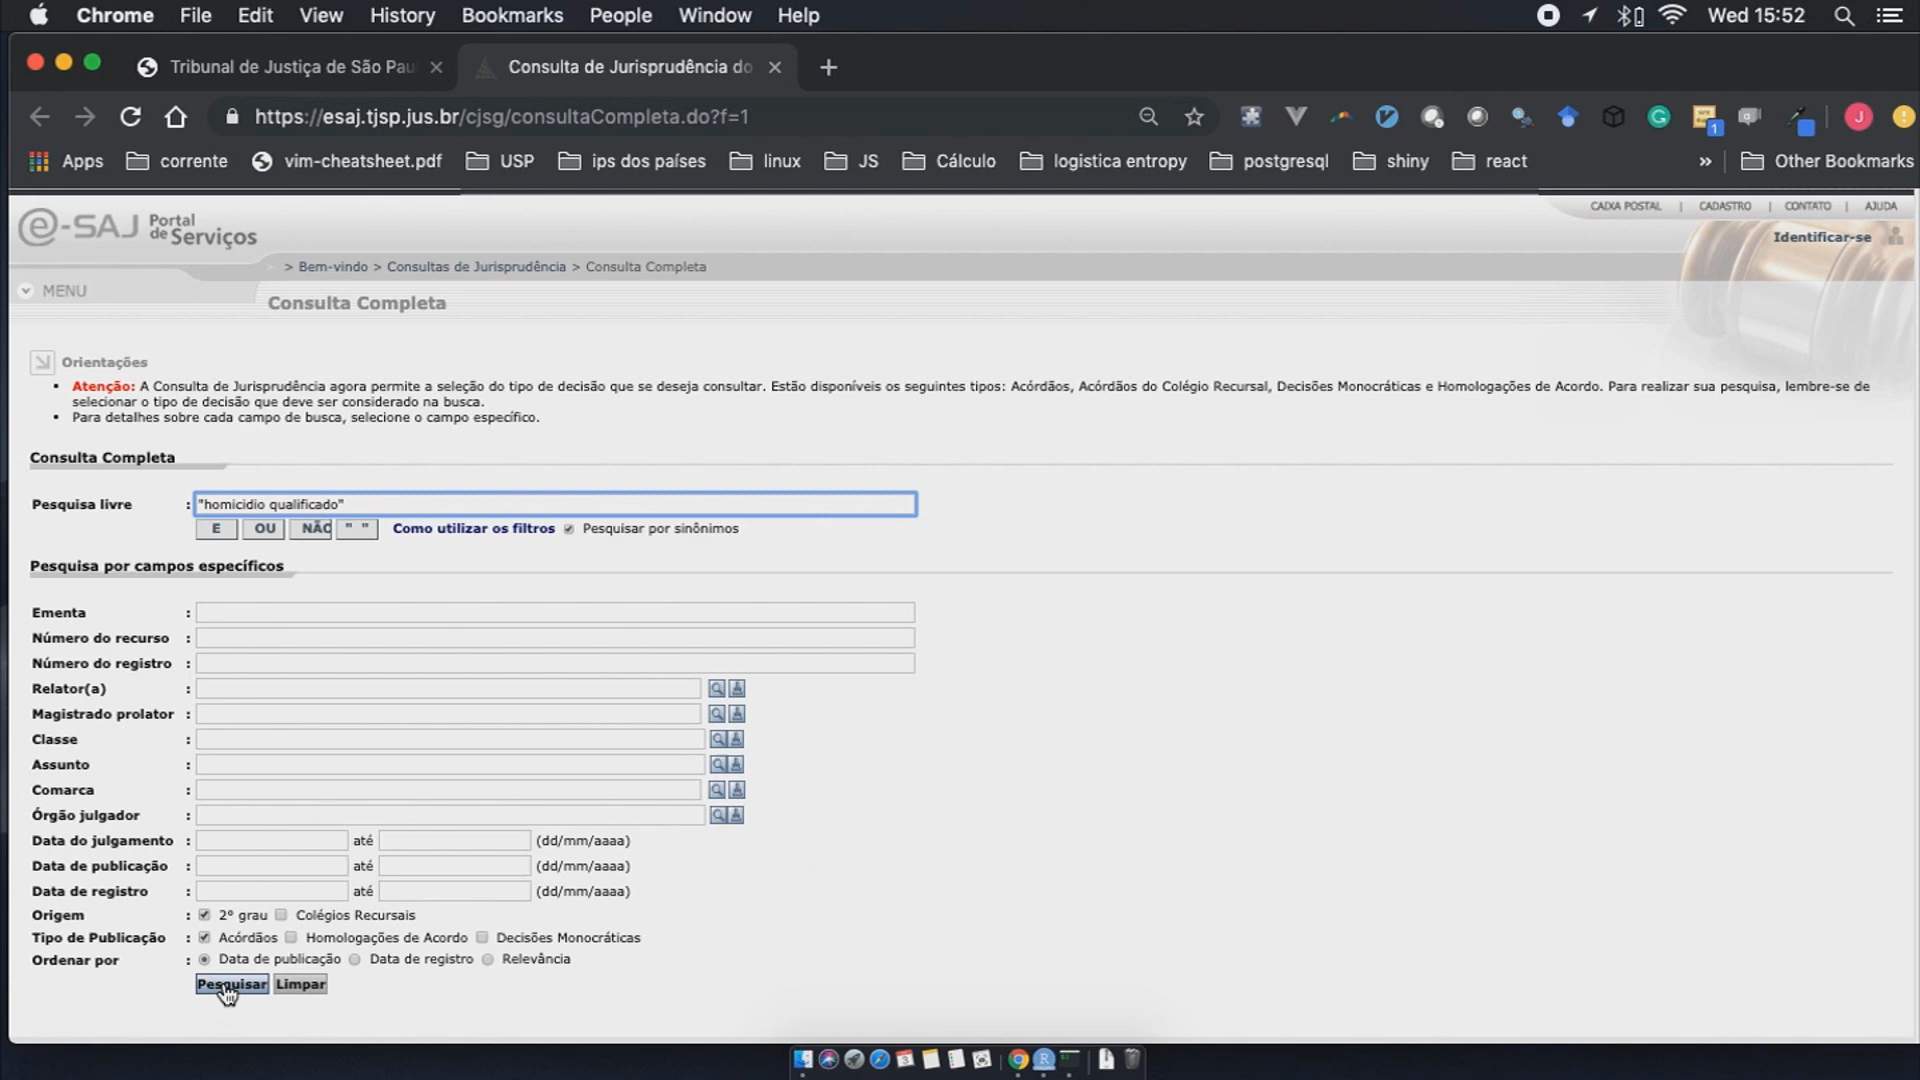 Chrome File Edit View History Bookmarks People Window Help Wed 15:52
Tribunal de Justiça de São Pau Consulta de Jurisprudência do
https://esaj.tjsp.jus.br/cjsg/consultaCompleta.do?f=1 1 J
Apps corrente vim-cheatsheet.pdf USP ips dos países linux JS Cálculo logistica entropy postgresql shiny react » Other Bookmarks
CAIXA POSTAL | CADASTRO | CONTATO | AJUDA
e-SAJ Portal de Serviços
Identificar-se
> Bem-vindo > Consultas de Jurisprudência > Consulta Completa
MENU
Consulta Completa
Orientações
• Atenção: A Consulta de Jurisprudência agora permite a seleção do tipo de decisão que se deseja consultar. Estão disponíveis os seguintes tipos: Acórdãos, Acórdãos do Colégio Recursal, Decisões Monocráticas e Homologações de Acordo. Para realizar sua pesquisa, lembre-se de
selecionar o tipo de decisão que deve ser considerado na busca.
• Para detalhes sobre cada campo de busca, selecione o campo específico.
Consulta Completa
Pesquisa livre : "homicidio qualificado"
E OU NÃO " " Como utilizar os filtros Pesquisar por sinônimos
Pesquisa por campos específicos
Ementa :
Número do recurso :
Número do registro :
Relator(a) :
Magistrado prolator :
Classe :
Assunto :
Comarca :
Órgão julgador :
Data do julgamento : até (dd/mm/aaaa)
Data de publicação : até (dd/mm/aaaa)
Data de registro : até (dd/mm/aaaa)
Origem : 2° grau Colégios Recursais
Tipo de Publicação : Acórdãos Homologações de Acordo Decisões Monocráticas
Ordenar por : Data de publicação Data de registro Relevância
Pesquisar Limpar